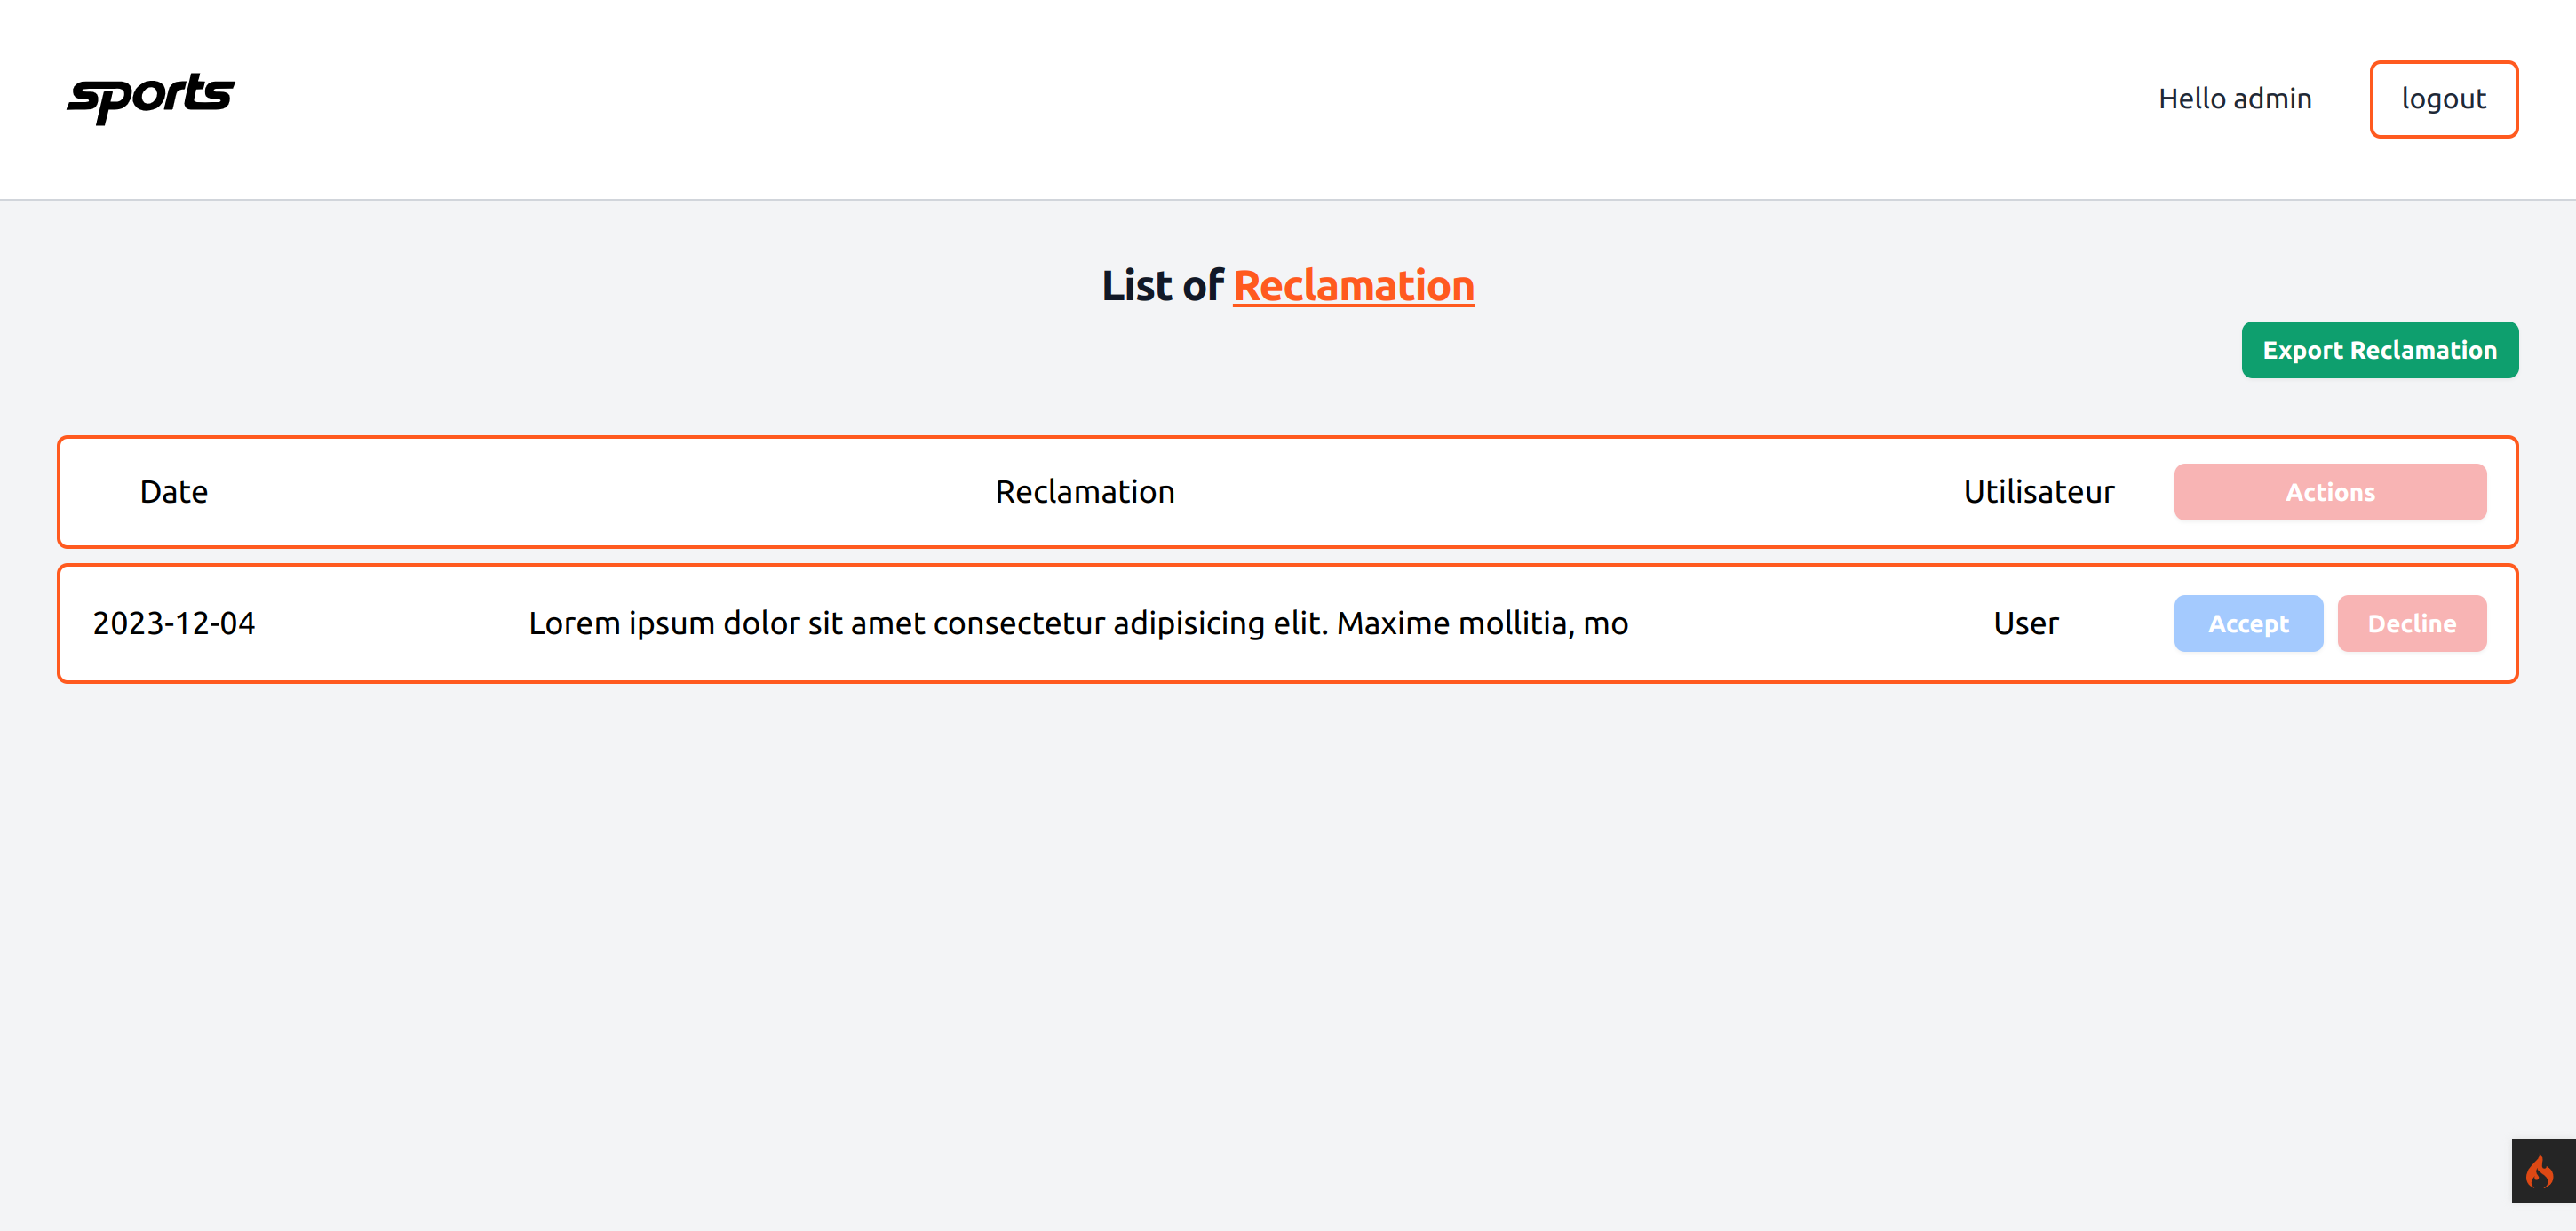 sports
Hello admin
logout
List of Reclamation
Export Reclamation
Date
Reclamation
Utilisateur
Actions
2023-12-04
Lorem ipsum dolor sit amet consectetur adipisicing elit. Maxime mollitia, mo
User
Accept
Decline